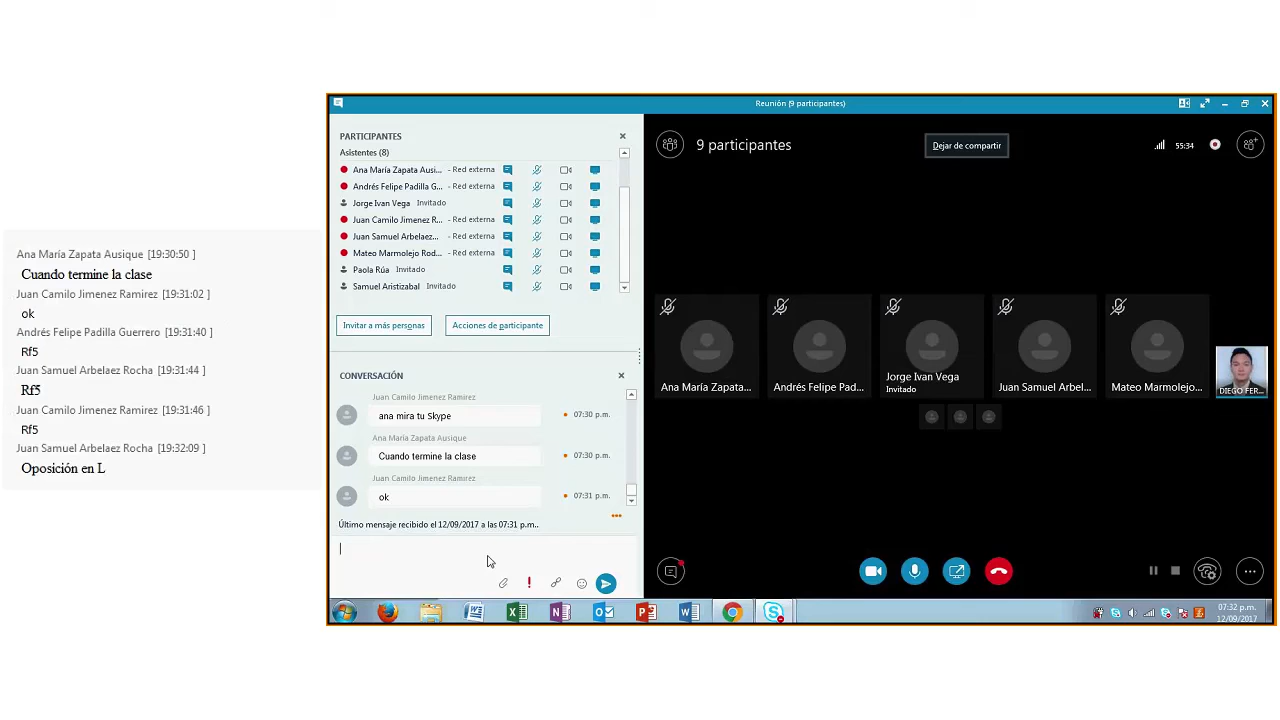 Ana María Zapata Ausique [19:30:50 ]
Cuando termine la clase
Juan Camilo Jimenez Ramirez [19:31:02 ]
ok
Andrés Felipe Padilla Guerrero [19:31:40 ]
Rf5
Juan Samuel Arbelaez Rocha [19:31:44 ]
Rf5
Juan Camilo Jimenez Ramirez [19:31:46 ]
Rf5
Juan Samuel Arbelaez Rocha [19:32:09 ]
Oposición en L
Reunión (9 participantes)
PARTICIPANTES
Asistentes (8)
Ana María Zapata Ausi... - Red externa
Andrés Felipe Padilla G... - Red externa
Jorge Ivan Vega Invitado
Juan Camilo Jimenez R... - Red externa
Juan Samuel Arbelaez... - Red externa
Mateo Marmolejo Rod... - Red externa
Paola Rúa Invitado
Samuel Aristizabal Invitado
Invitar a más personas Acciones de participante
CONVERSACIÓN
Juan Camilo Jimenez Ramirez
ana mira tu Skype 07:30 p.m.
Ana María Zapata Ausique
Cuando termine la clase 07:30 p.m.
Juan Camilo Jimenez Ramirez
ok 07:31 p.m.
Último mensaje recibido el 12/09/2017 a las 07:31 p.m..
9 participantes
Dejar de compartir
55:34
Ana María Zapata...
Andrés Felipe Pad...
Jorge Ivan Vega
Invitado
Juan Samuel Arbel...
Mateo Marmolejo...
DIEGO FER...
07:32 p.m.
12/09/2017